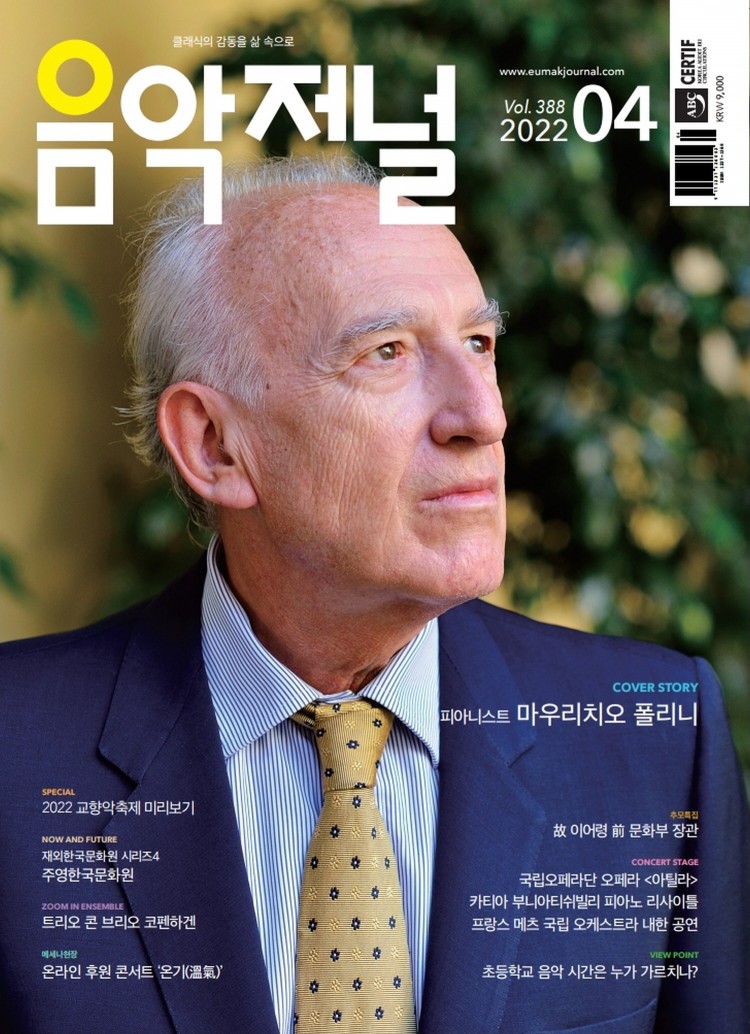 클래식의 감동을 삶 속으로
음악저널
www.eumakjournal.com
Vol. 388
2022 04
ABC
CERTIF
KRW 9,000
COVER STORY
피아니스트 마우리치오 폴리니
SPECIAL
2022 교향악축제 미리보기
NOW AND FUTURE
재외한국문화원 시리즈4
주영한국문화원
ZOOM IN ENSEMBLE
트리오 콘 브리오 코펜하겐
메세나현장
온라인 후원 콘서트 ‘온기(溫氣)’
추모특집
故 이어령 前 문화부 장관
CONCERT STAGE
국립오페라단 오페라 <아틸라>
카티아 부니아티쉬빌리 피아노 리사이틀
프랑스 메츠 국립 오케스트라 내한 공연
VIEW POINT
초등학교 음악 시간은 누가 가르치나?